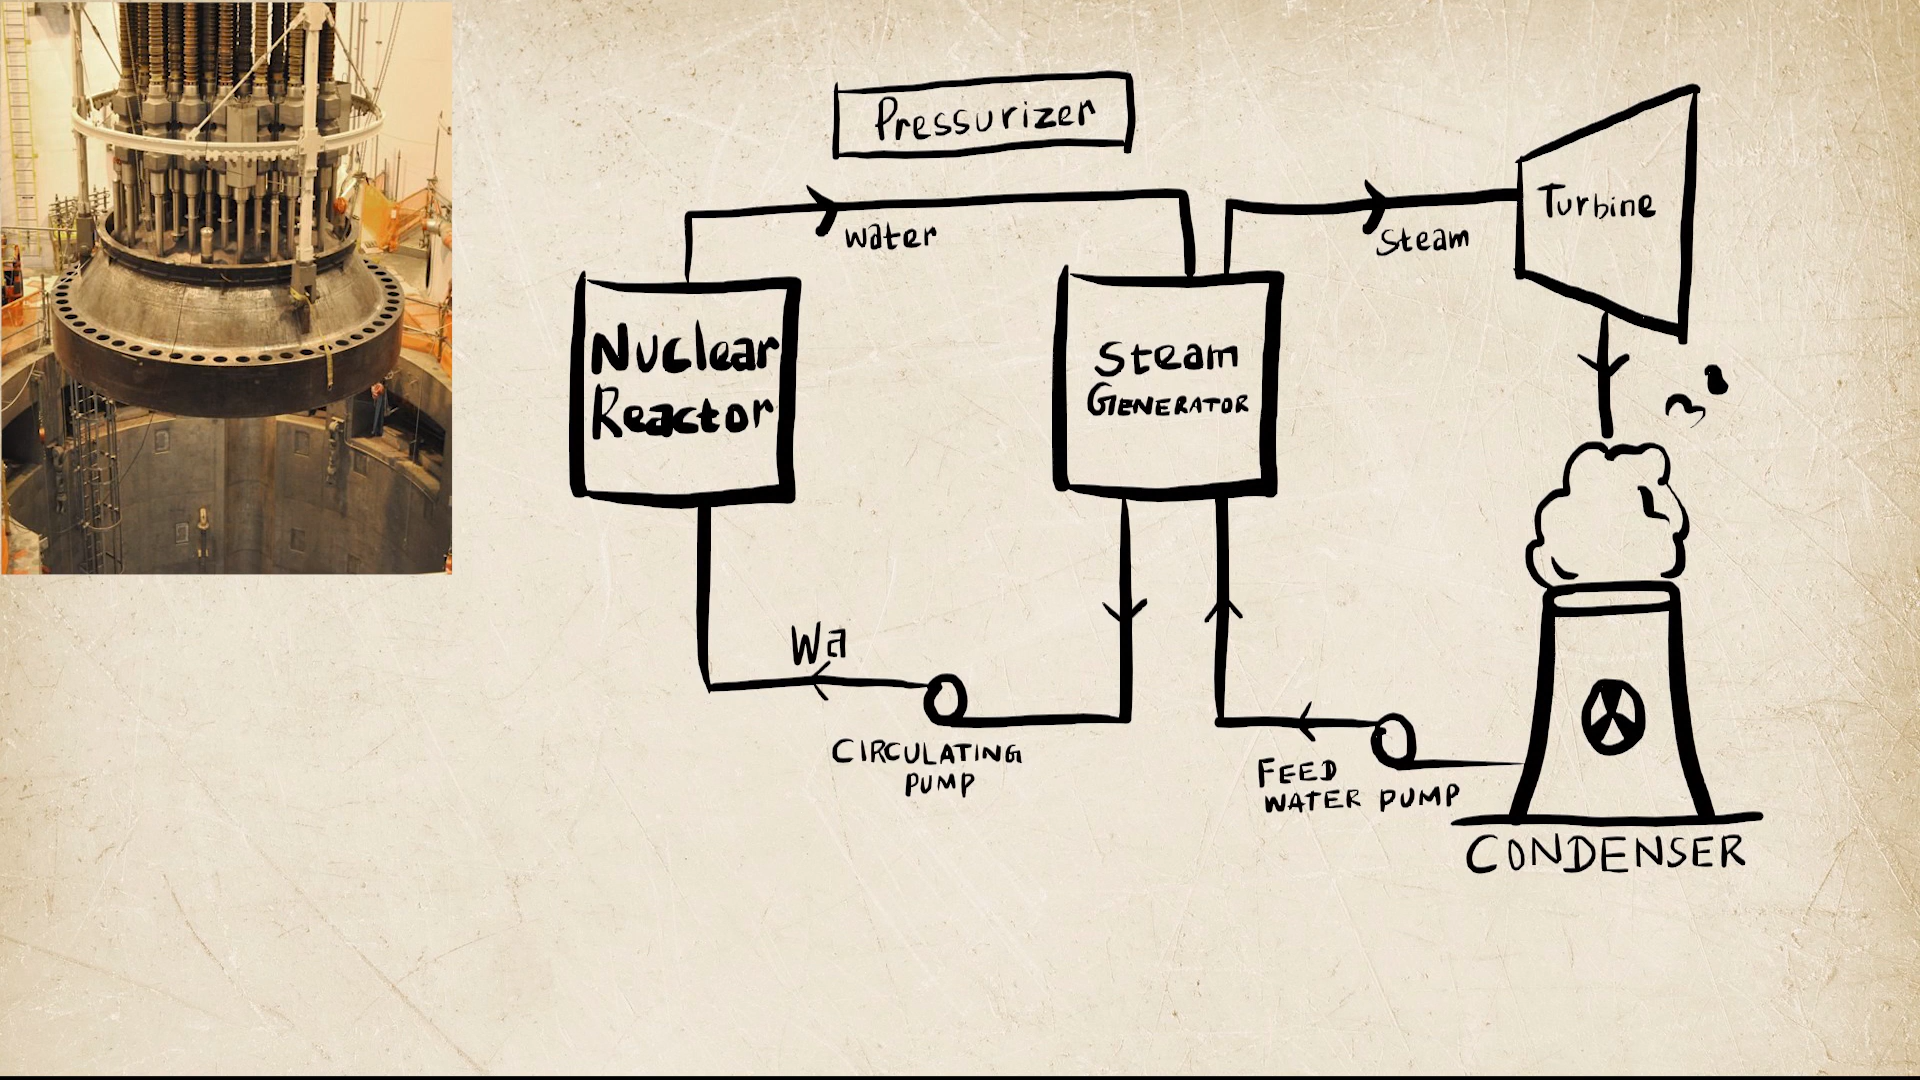 Pressurizer
water
Steam
Turbine
Nuclear
Reactor
Steam
GENERATOR
Wa
CIRCULATING
PUMP
FEED
WATER PUMP
CONDENSER